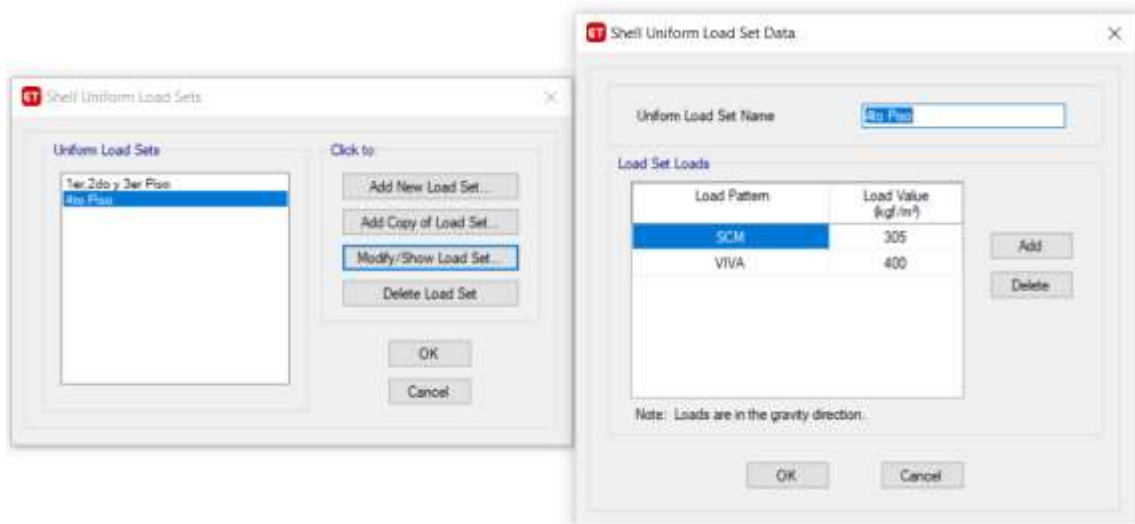 ET Shell Uniform Load Sets
Uniform Load Sets
1er,2do y 3er Piso
4to Piso
Click to:
Add New Load Set...
Add Copy of Load Set...
Modify/Show Load Set...
Delete Load Set
OK
Cancel
ET Shell Uniform Load Set Data
Uniform Load Set Name
4to Piso
Load Set Loads
Load Pattern Load Value
(kgf/m²)
SCM 305
VIVA 400
Add
Delete
Note: Loads are in the gravity direction.
OK
Cancel